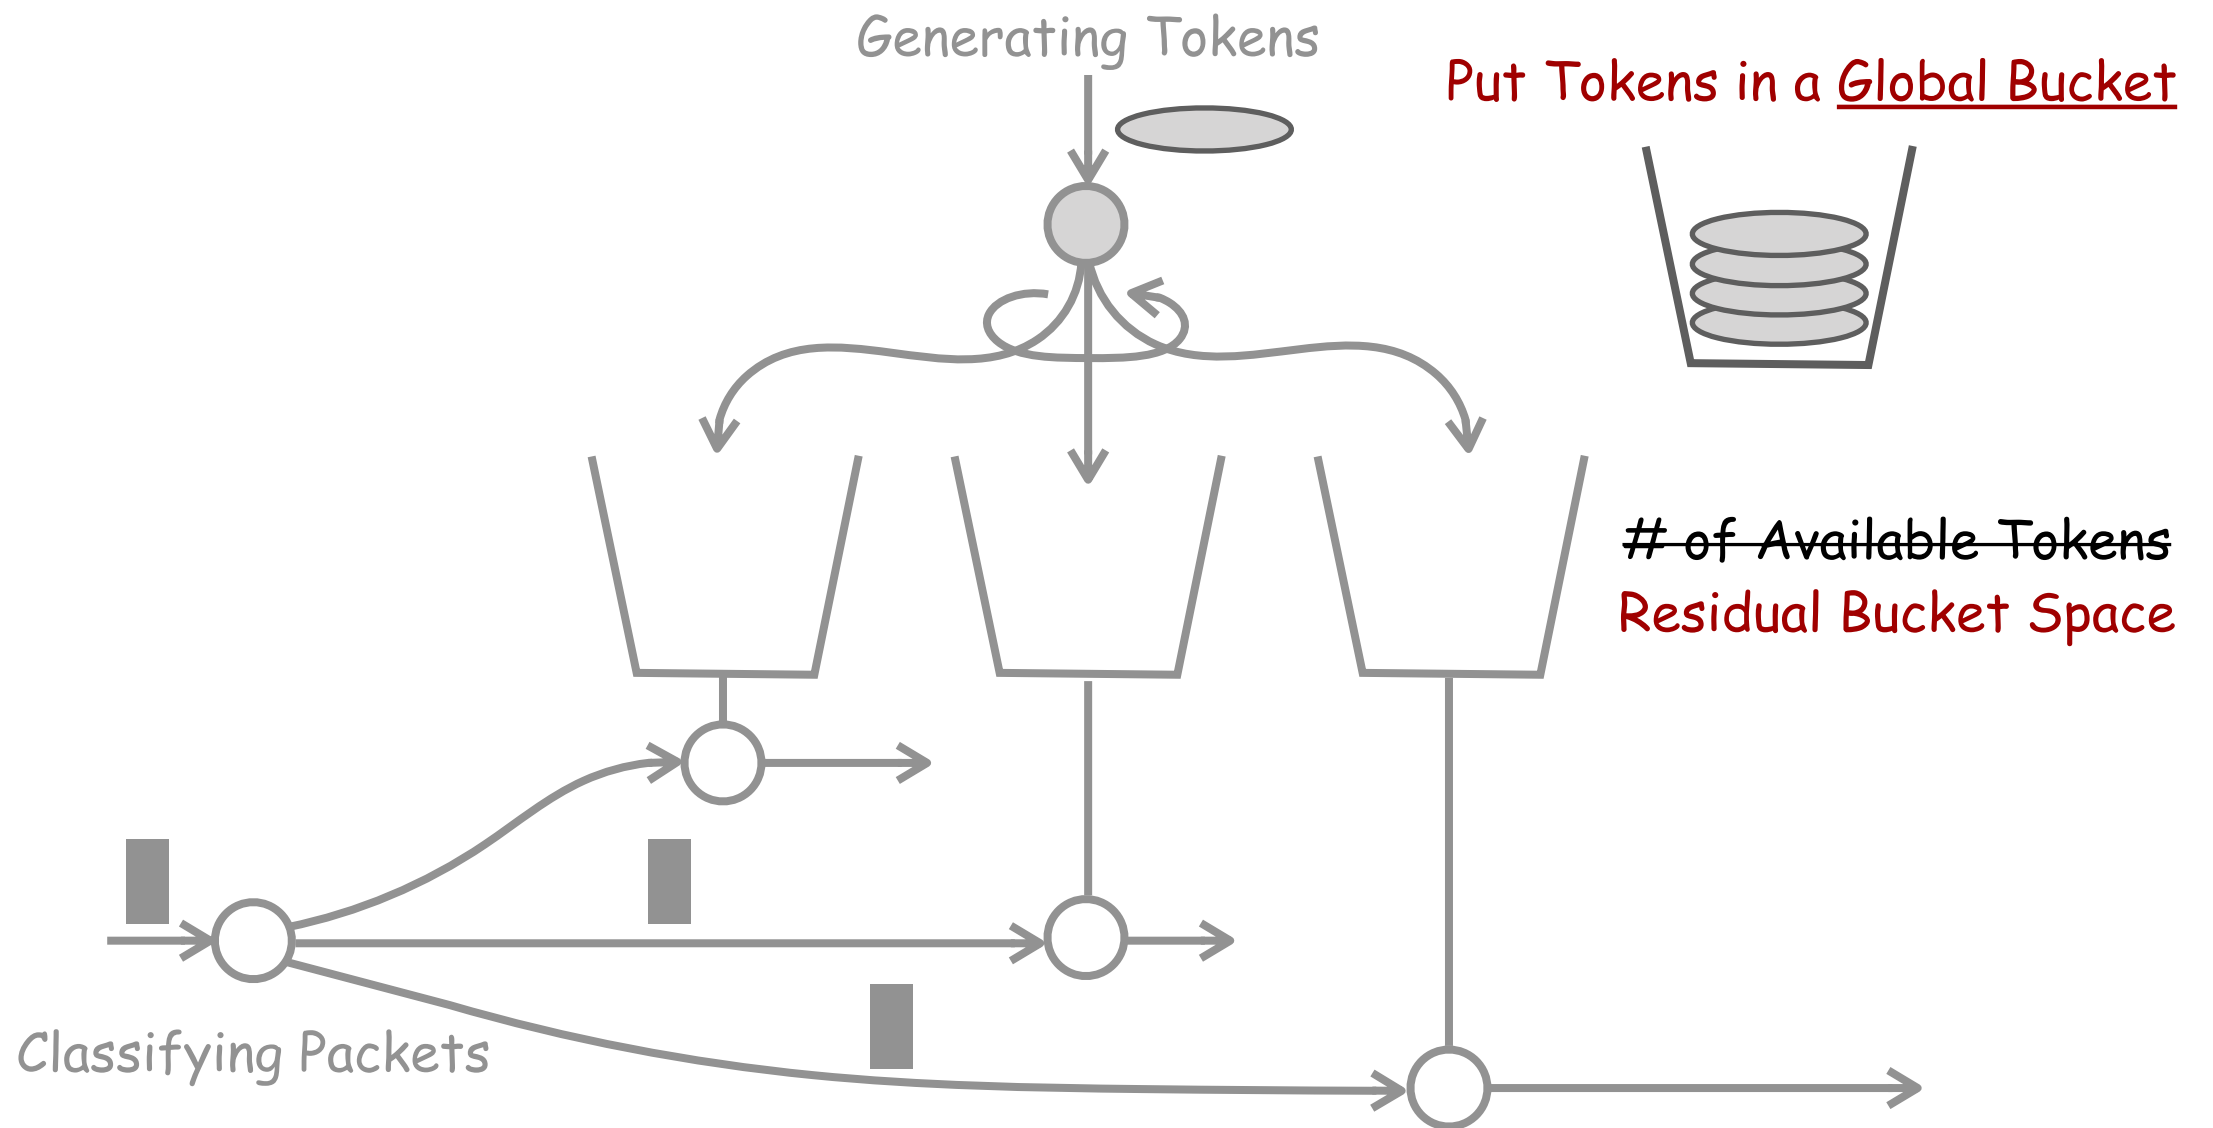 Generating Tokens
Put Tokens in a Global Bucket
# of Available Tokens
Residual Bucket Space
Classifying Packets